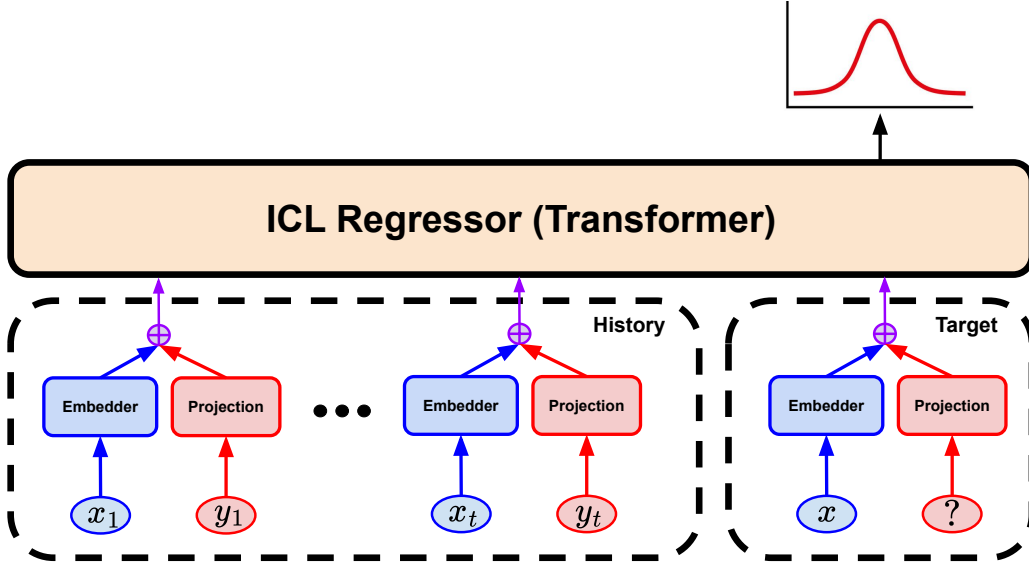 ICL Regressor (Transformer)
History
Target
Embedder Projection ••• Embedder Projection Embedder Projection
x₁ y₁ xₜ yₜ x ?